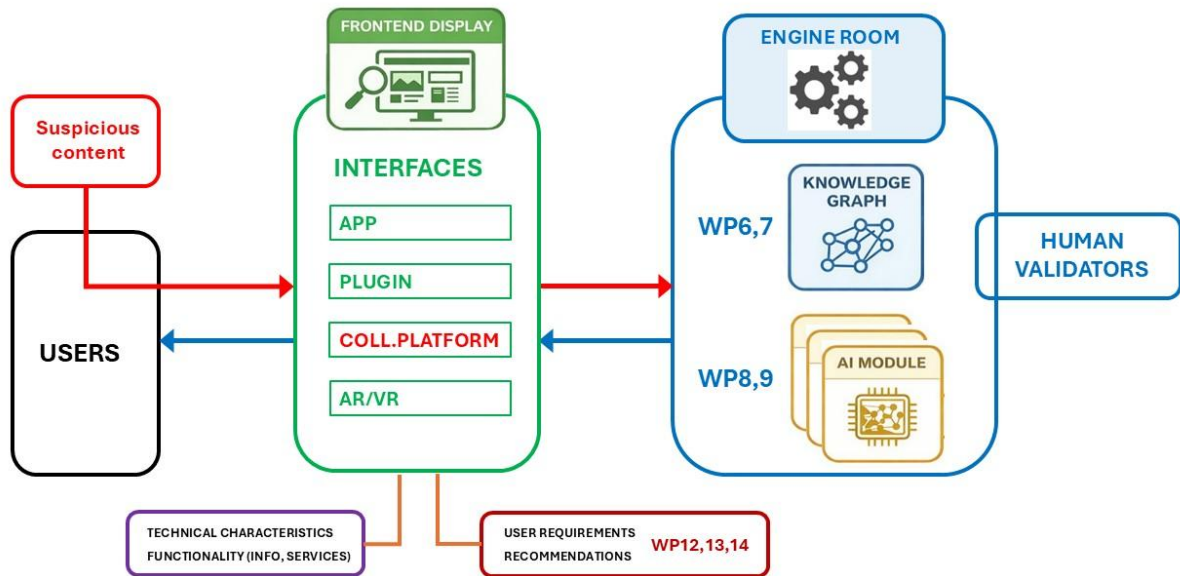 FRONTEND DISPLAY
ENGINE ROOM
Suspicious
content
INTERFACES
KNOWLEDGE
GRAPH
APP
WP6,7
HUMAN
VALIDATORS
PLUGIN
USERS
COLL.PLATFORM
AI MODULE
WP8,9
AR/VR
TECHNICAL CHARACTERISTICS
FUNCTIONALITY (INFO, SERVICES)
USER REQUIREMENTS
RECOMMENDATIONS
WP12,13,14